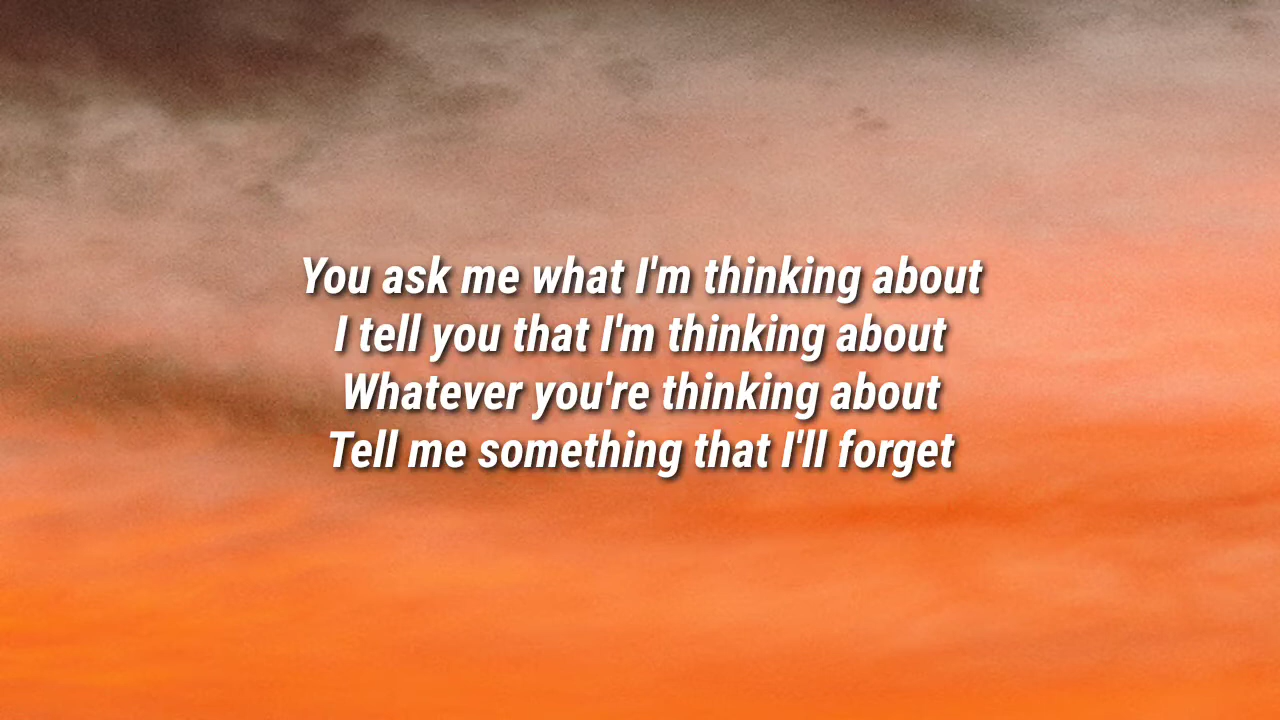 You ask me what I'm thinking about
I tell you that I'm thinking about
Whatever you're thinking about
Tell me something that I'll forget